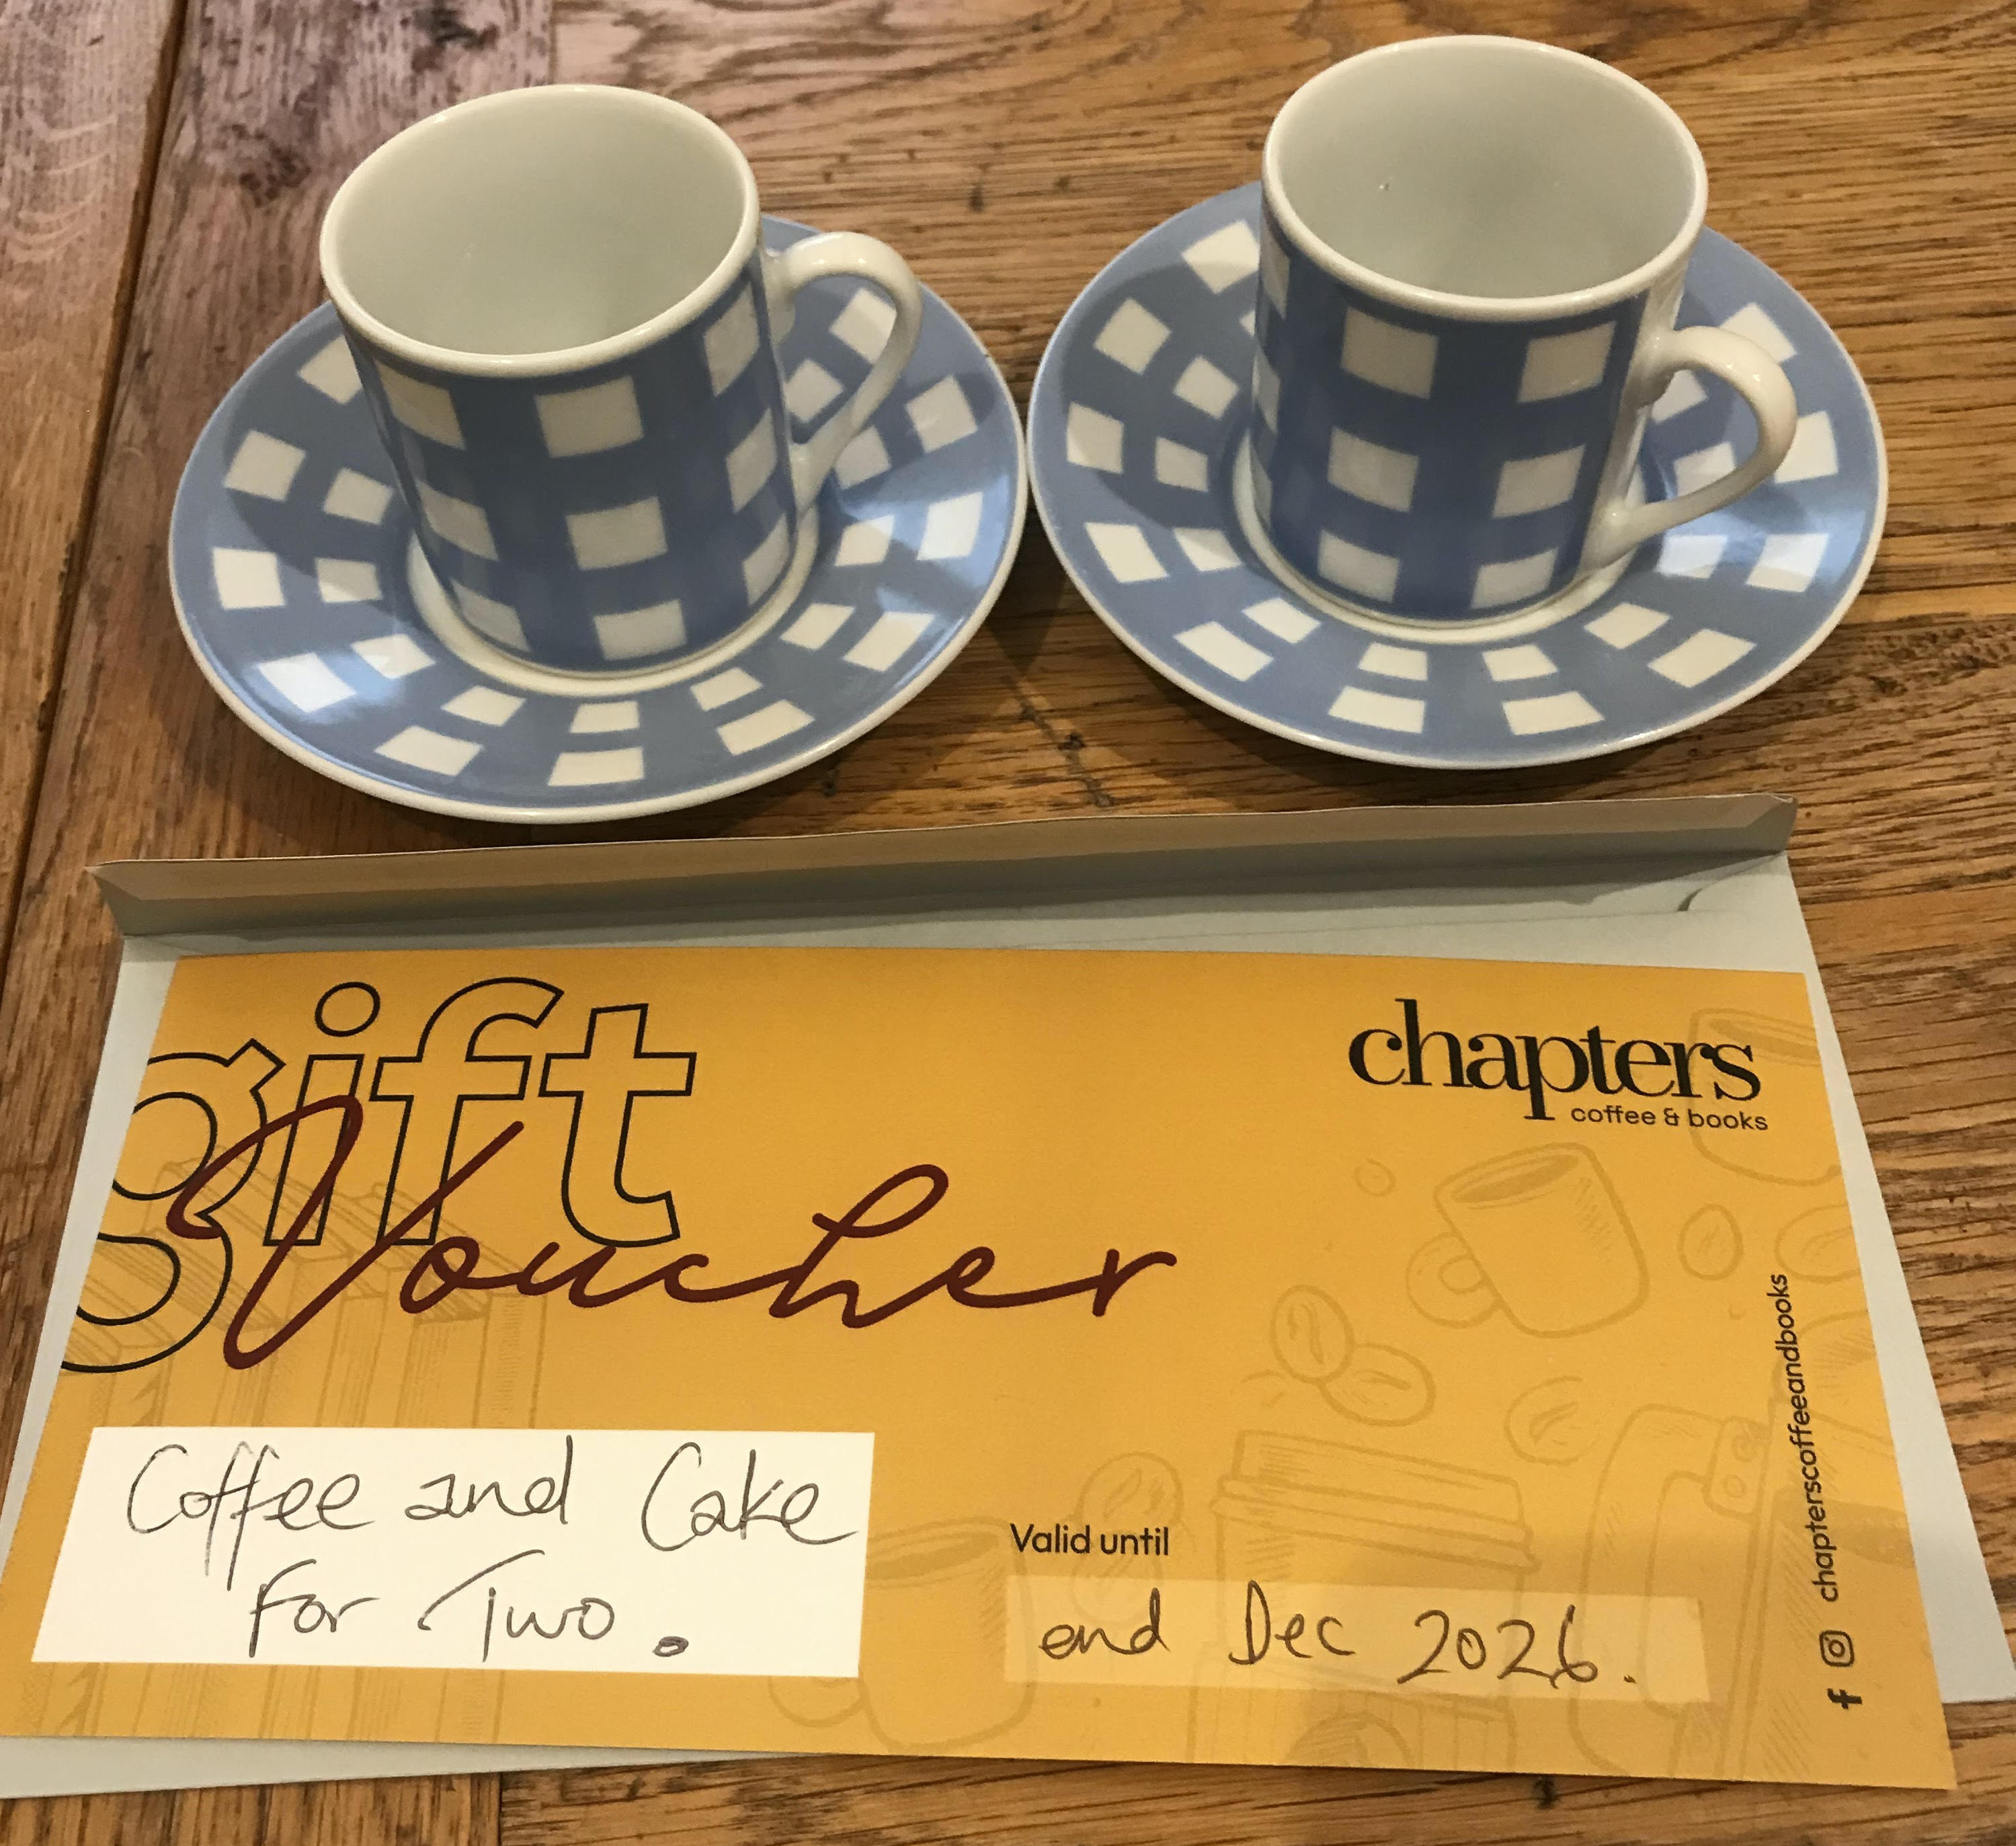 gift
Voucher
chapters
coffee & books
Coffee and Cake
For Two.
Valid until
end Dec 2026.
chapterscoffeeandbooks